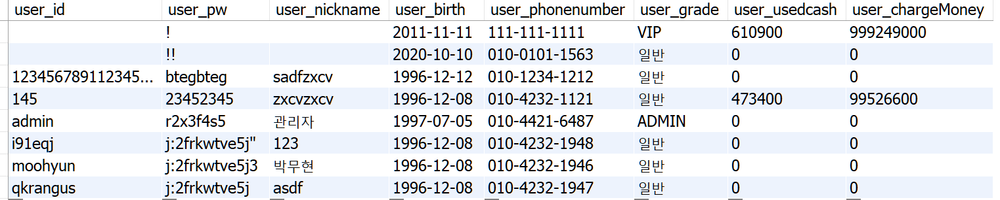 user_id user_pw user_nickname user_birth user_phonenumber user_grade user_usedcash user_chargeMoney
! 2011-11-11 111-111-1111 VIP 610900 999249000
!! 2020-10-10 010-0101-1563 일반 0 0
123456789112345... btegbteg sadfzxcv 1996-12-12 010-1234-1212 일반 0 0
145 23452345 zxcvzxcv 1996-12-08 010-4232-1121 일반 473400 99526600
admin r2x3f4s5 관리자 1997-07-05 010-4421-6487 ADMIN 0 0
i91eqj j:2frkwtve5j" 123 1996-12-08 010-4232-1948 일반 0 0
moohyun j:2frkwtve5j3 박무현 1996-12-08 010-4232-1946 일반 0 0
qkrangus j:2frkwtve5j asdf 1996-12-08 010-4232-1947 일반 0 0